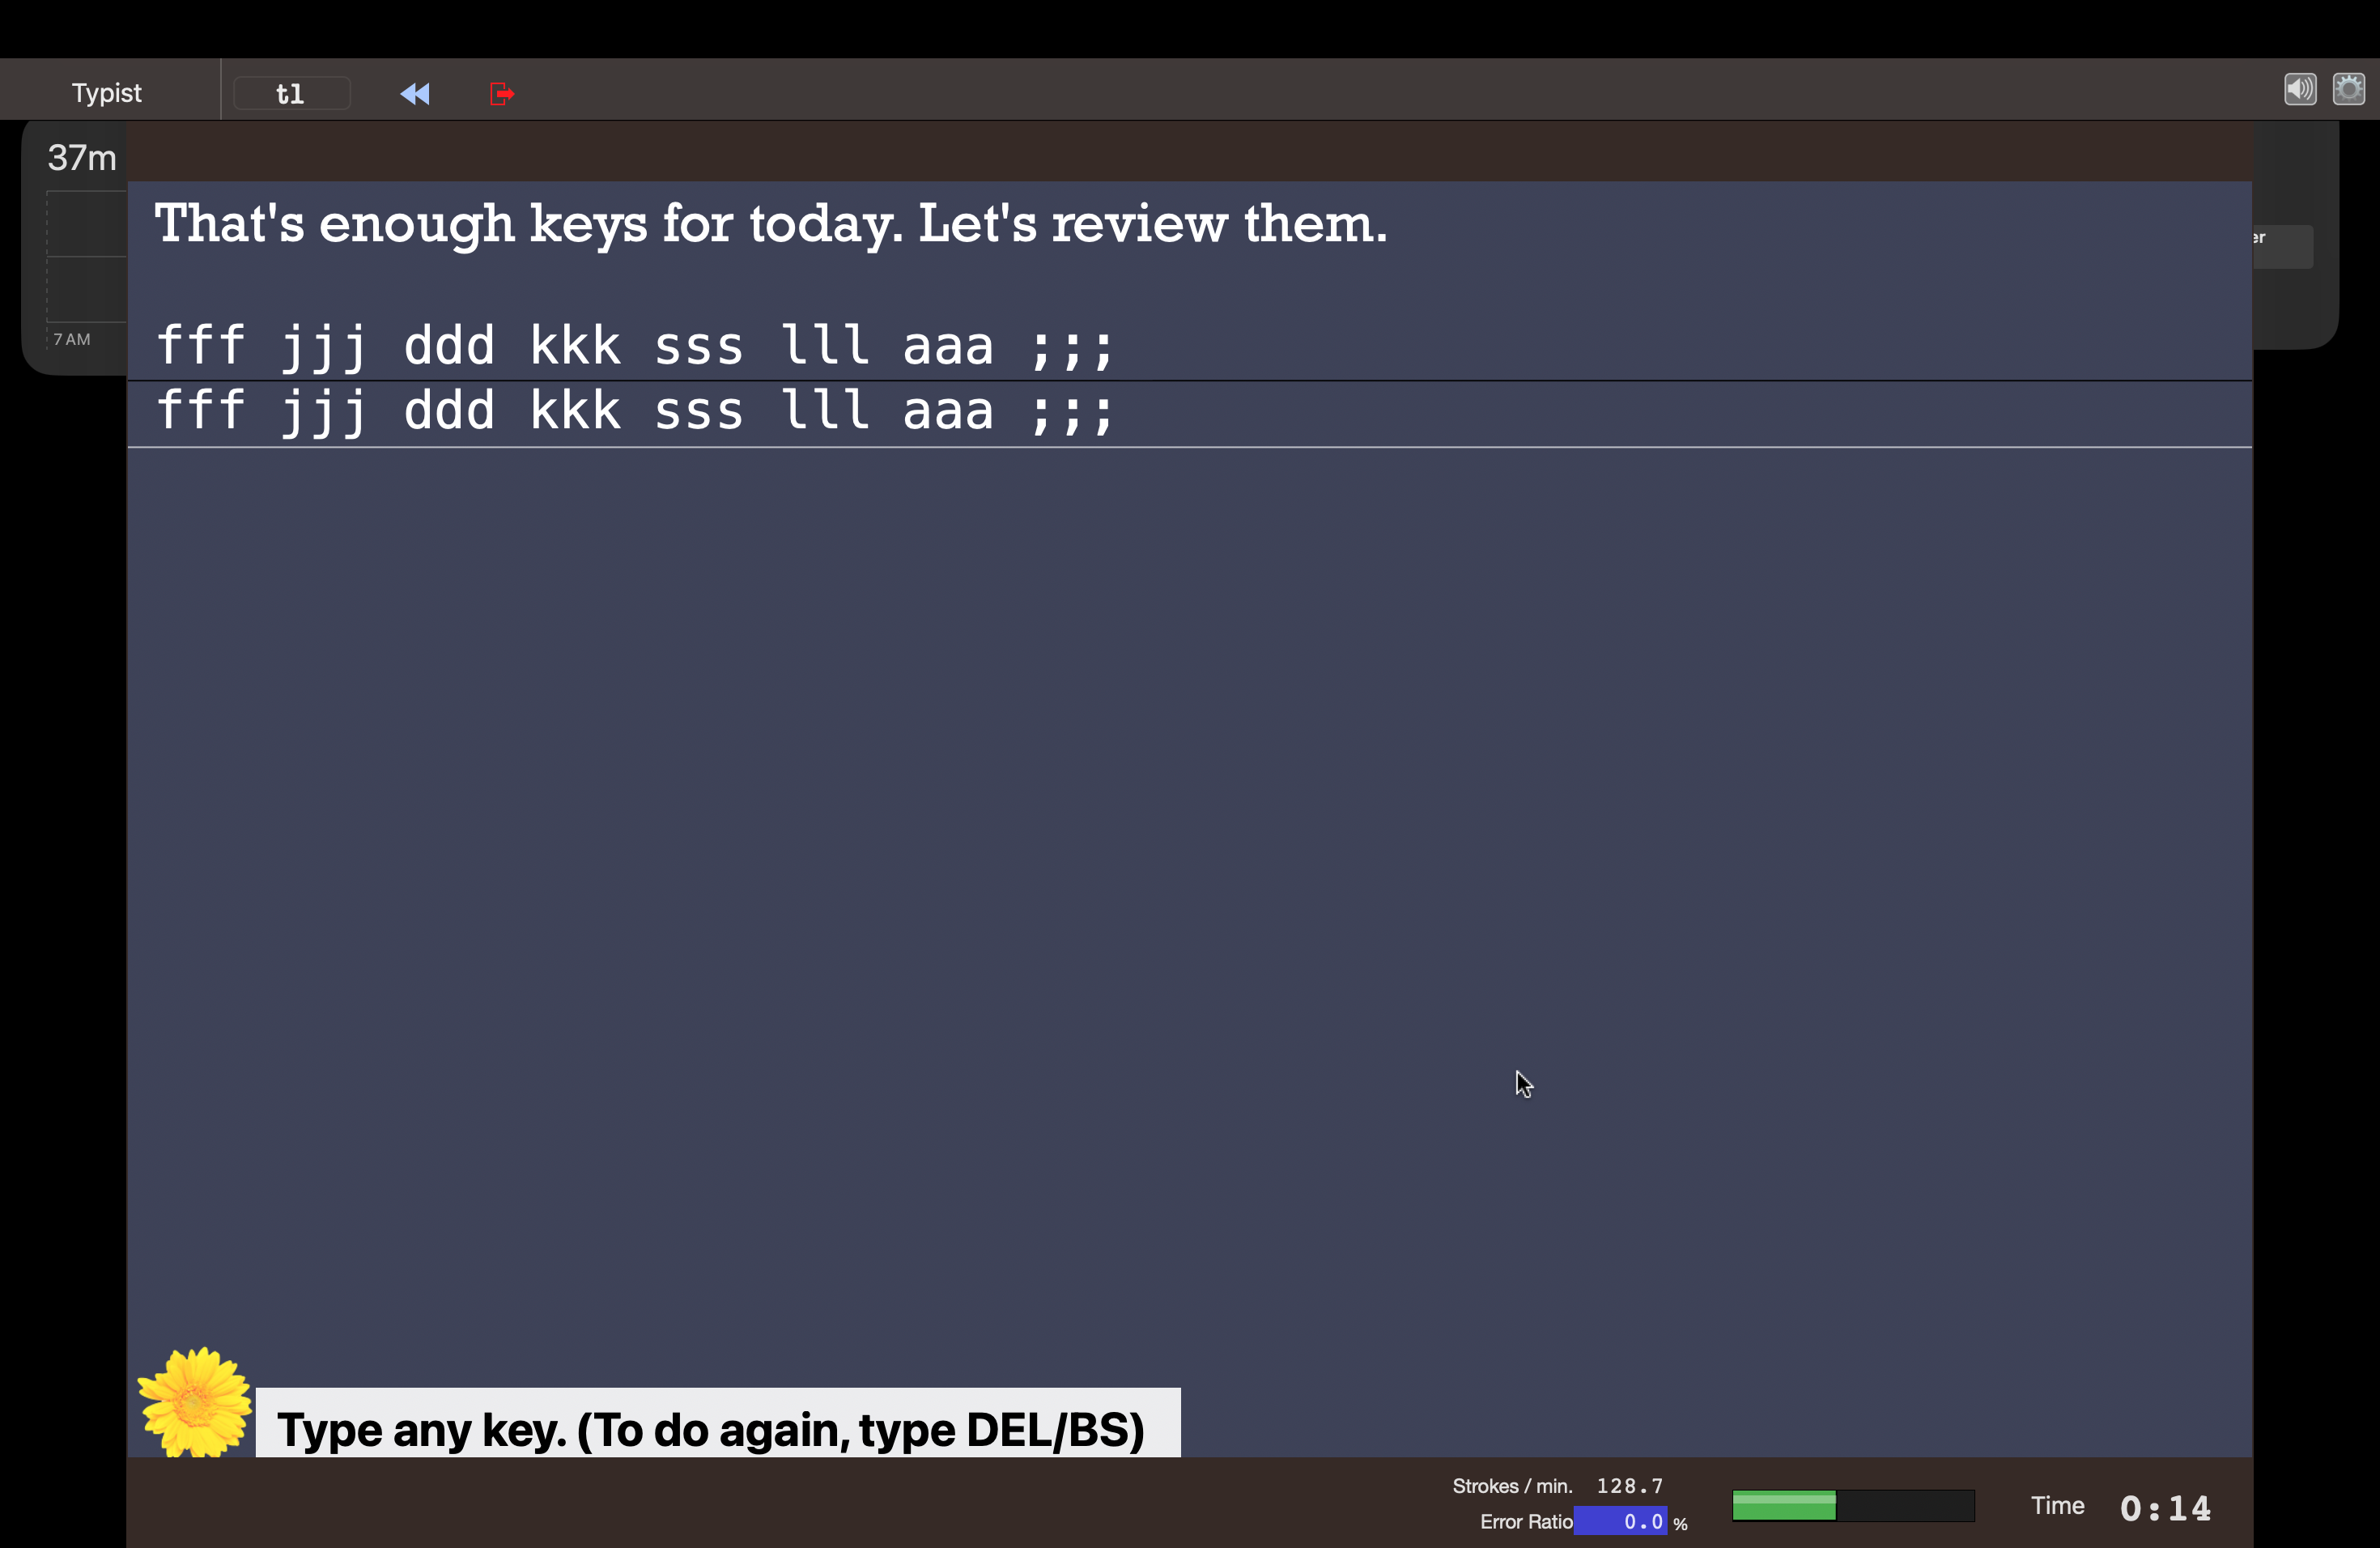 Typist
t1
37m
That's enough keys for today. Let's review them.
er
fff jjj ddd kkk sss lll aaa ;;;
7 AM
fff jjj ddd kkk sss lll aaa ;;;
Type any key. (To do again, type DEL/BS)
Strokes / min. 128.7
Error Ratio 0.0 %
Time 0:14